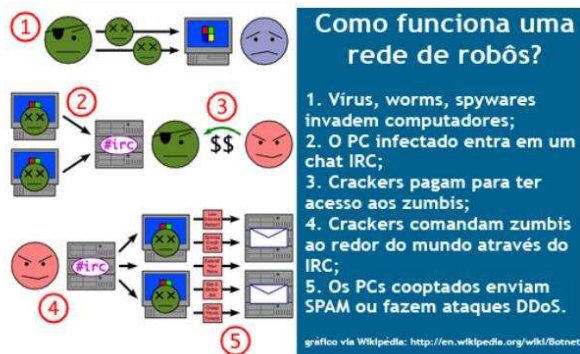 1
2
3
#irc
$$
4
#irc
5
Como funciona uma
rede de robôs?
1. Vírus, worms, spywares
invadem computadores;
2. O PC infectado entra em um
chat IRC;
3. Crackers pagam para ter
acesso aos zumbis;
4. Crackers comandam zumbis
ao redor do mundo através do
IRC;
5. Os PCs cooptados enviam
SPAM ou fazem ataques DDoS.
gráfico via Wikipédia: http://en.wikipedia.org/wiki/Botnet